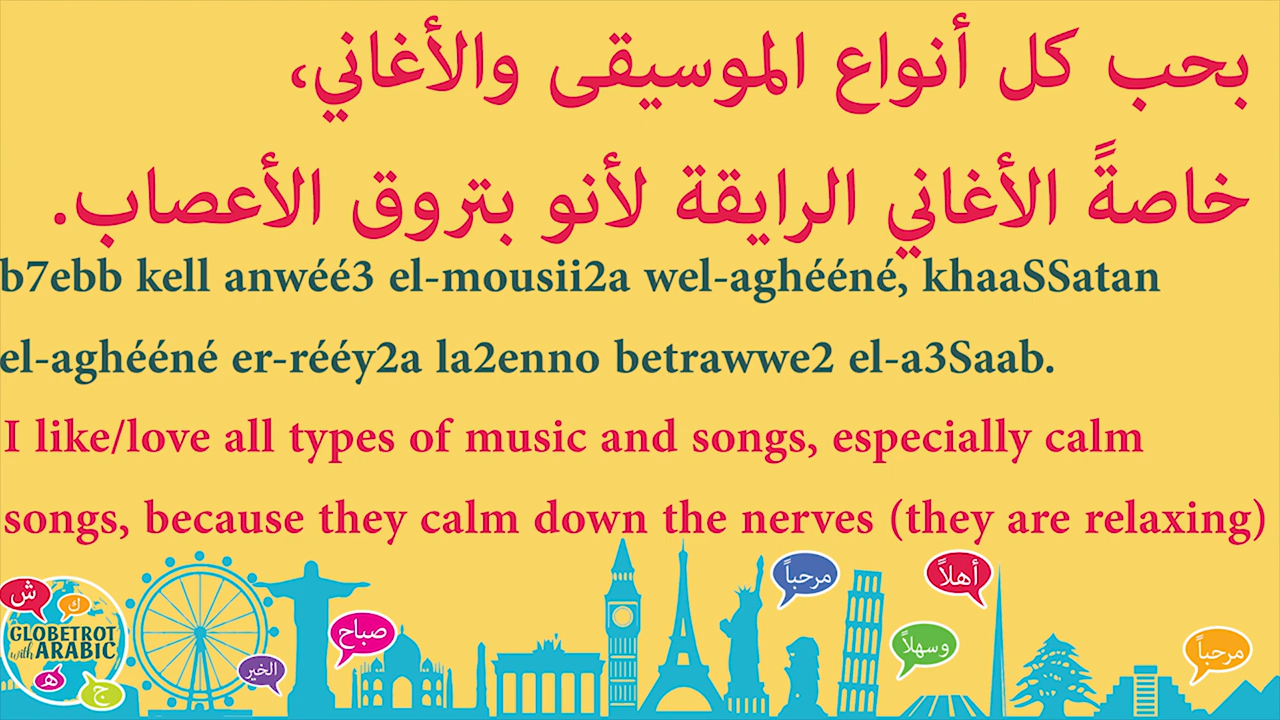 بحب كل أنواع الموسيقى والأغاني،
خاصةً الأغاني الرايقة لأنو بتروق الأعصاب.
b7ebb kell anwéé3 el-mousii2a wel-aghééné, khaaSSatan
el-aghééné er-rééy2a la2enno betrawwe2 el-a3Saab.
I like/love all types of music and songs, especially calm
songs, because they calm down the nerves (they are relaxing)
مرحباً
أهلاً
ش
ك
GLOBETROT
with ARABIC
ه
ج
صباح
الخير
وسهلاً
مرحباً